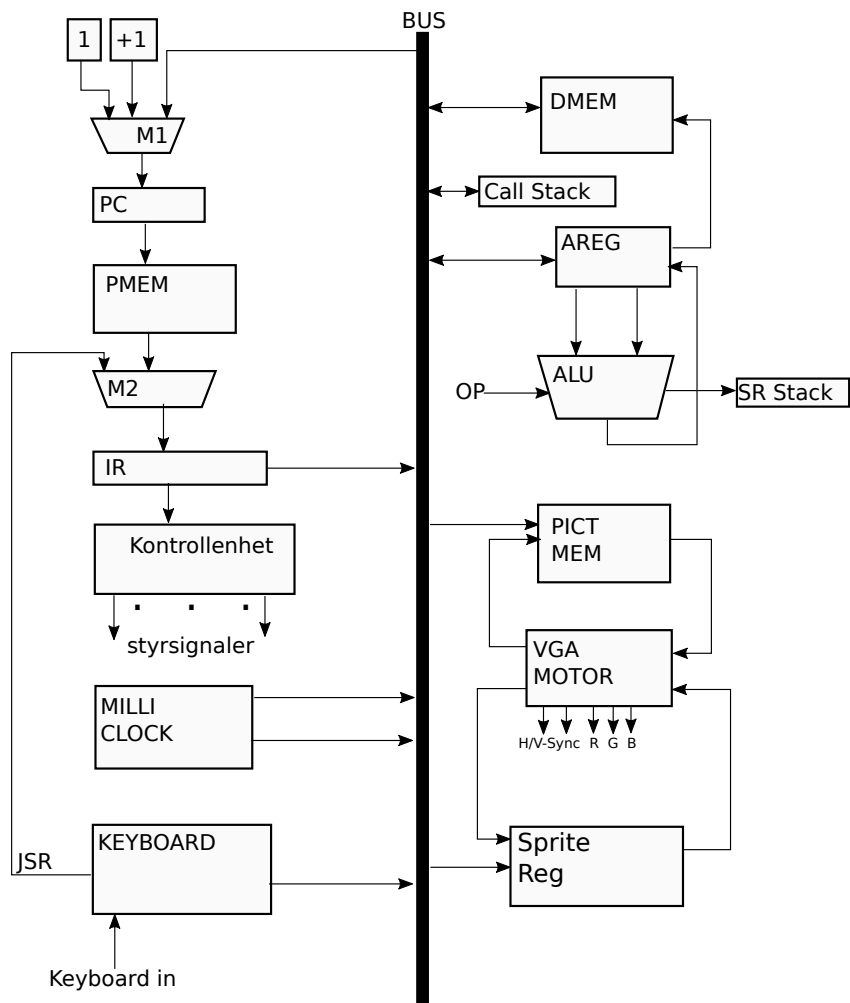 BUS
1
+1
M1
PC
PMEM
M2
IR
Kontrollenhet
. . .
styrsignaler
MILLI
CLOCK
KEYBOARD
JSR
Keyboard in
DMEM
Call Stack
AREG
ALU
OP
SR Stack
PICT
MEM
VGA
MOTOR
H/V-Sync R G B
Sprite
Reg